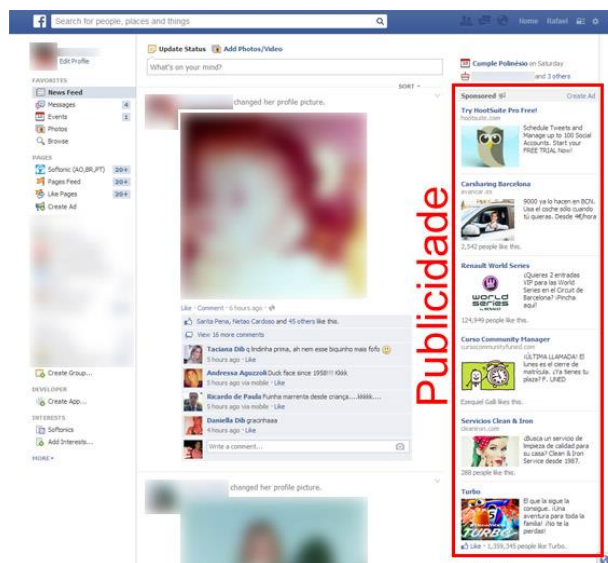 Search for people, places and things
Home Rafael
Edit Profile
FAVORITES
News Feed
Messages 4
Events 1
Photos
Browse
PAGES
Softonic (AO,BR,PT) 20+
Pages Feed 20+
Like Pages 20+
Create Ad
Create Group...
DEVELOPER
Create App...
INTERESTS
Softonics
Add Interests...
MORE
Update Status Add Photos/Video
What's on your mind?
SORT
changed her profile picture.
Like · Comment · 6 hours ago
Sarita Pena, Netao Cardoso and 45 others like this.
View 16 more comments
Taciana Dib q lindinha prima, ah nem esse biquinho mais fofo
5 hours ago · Like
Andressa Aguzzoli Duck face since 1958!!! Kkkk
5 hours ago via mobile · Like
Ricardo de Paula Funha marrenta desde criança....kkkkk....
5 hours ago via mobile · Like
Daniella Dib gracinhaaa
4 hours ago · Like
Write a comment...
changed her profile picture.
Publicidade
Cumple Polinésio on Saturday
and 3 others
Sponsored Create Ad
Try HootSuite Pro Free!
hootsuite.com
Schedule Tweets and
Manage up to 100 Social
Accounts. Start your
FREE TRIAL Now!
Carsharing Barcelona
avancar.es
9000 ya lo hacen en BCN.
Usa el coche sólo cuando
tú quieras. Desde 4€/hora
2,542 people like this.
Renault World Series
world
series
¿Quieres 2 entradas
VIP para las World
Series en el Circuit de
Barcelona? ¡Pincha
aquí!
124,949 people like this.
Curso Community Manager
cursocommunityfuned.com
¡ÚLTIMA LLAMADA! El
lunes es el cierre de
matrícula. ¿Ya tienes tu
plaza? F. UNED
Ezequiel Galli likes this.
Servicios Clean & Iron
cleaniron.com
¿Busca un servicio de
limpieza de calidad para
su casa? Clean & Iron
Service desde 1987.
288 people like this.
Turbo
TURBO
El que la sigue la
consigue. ¡Una
aventura para toda la
familia! ¡No te la
pierdas!
Like · 1,359,345 people like Turbo.